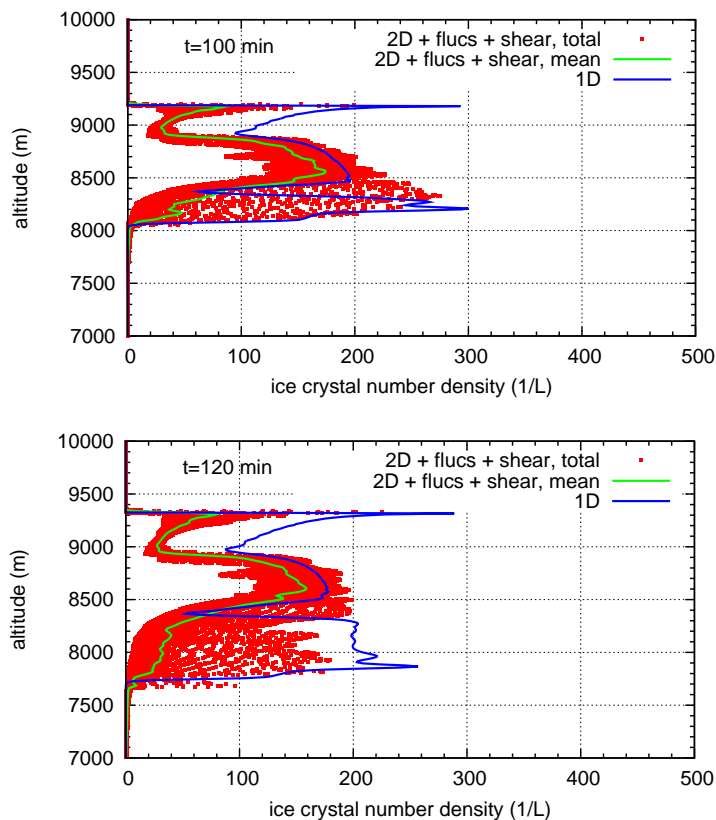 10000
9500
9000
8500
8000
7500
7000
altitude (m)
t=100 min
2D + flucs + shear, total
2D + flucs + shear, mean
1D
0 100 200 300 400 500
ice crystal number density (1/L)
10000
9500
9000
8500
8000
7500
7000
altitude (m)
t=120 min
2D + flucs + shear, total
2D + flucs + shear, mean
1D
0 100 200 300 400 500
ice crystal number density (1/L)